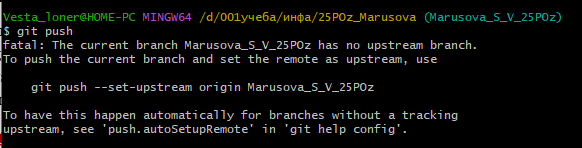 Vesta_loner@HOME-PC MINGW64 /d/001учеба/инфа/25POz_Marusova (Marusova_S_V_25POz)
$ git push
fatal: The current branch Marusova_S_V_25POz has no upstream branch.
To push the current branch and set the remote as upstream, use
git push --set-upstream origin Marusova_S_V_25POz
To have this happen automatically for branches without a tracking
upstream, see 'push.autoSetupRemote' in 'git help config'.